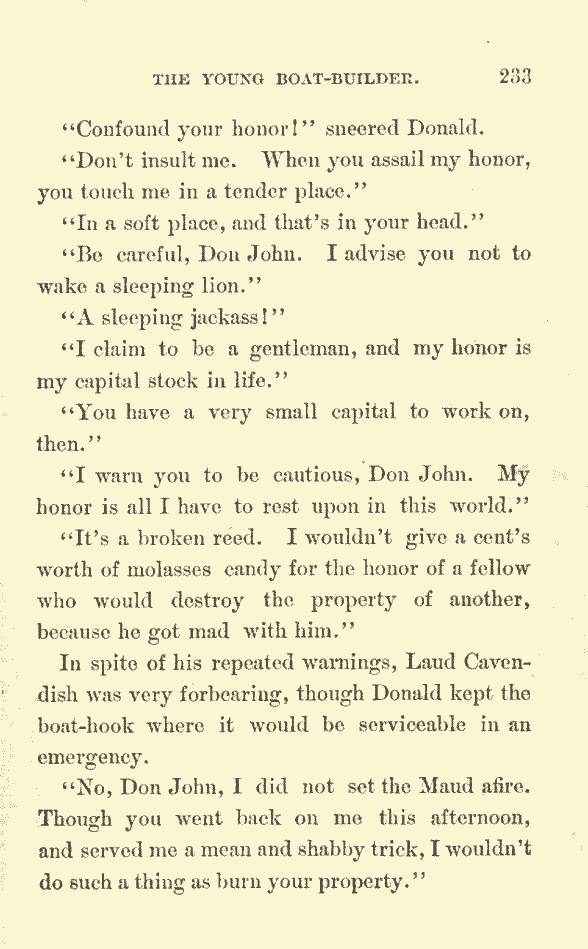 THE YOUNG BOAT-BUILDER. 233
"Confound your honor!" sneered Donald.
"Don't insult me. When you assail my honor,
you touch me in a tender place."
"In a soft place, and that's in your head."
"Be careful, Don John. I advise you not to
wake a sleeping lion."
"A sleeping jackass!"
"I claim to be a gentleman, and my honor is
my capital stock in life."
"You have a very small capital to work on,
then."
"I warn you to be cautious, Don John. My
honor is all I have to rest upon in this world."
"It's a broken reed. I wouldn't give a cent's
worth of molasses candy for the honor of a fellow
who would destroy the property of another,
because he got mad with him."
In spite of his repeated warnings, Laud Caven-
dish was very forbearing, though Donald kept the
boat-hook where it would be serviceable in an
emergency.
"No, Don John, I did not set the Maud afire.
Though you went back on me this afternoon,
and served me a mean and shabby trick, I wouldn't
do such a thing as burn your property."